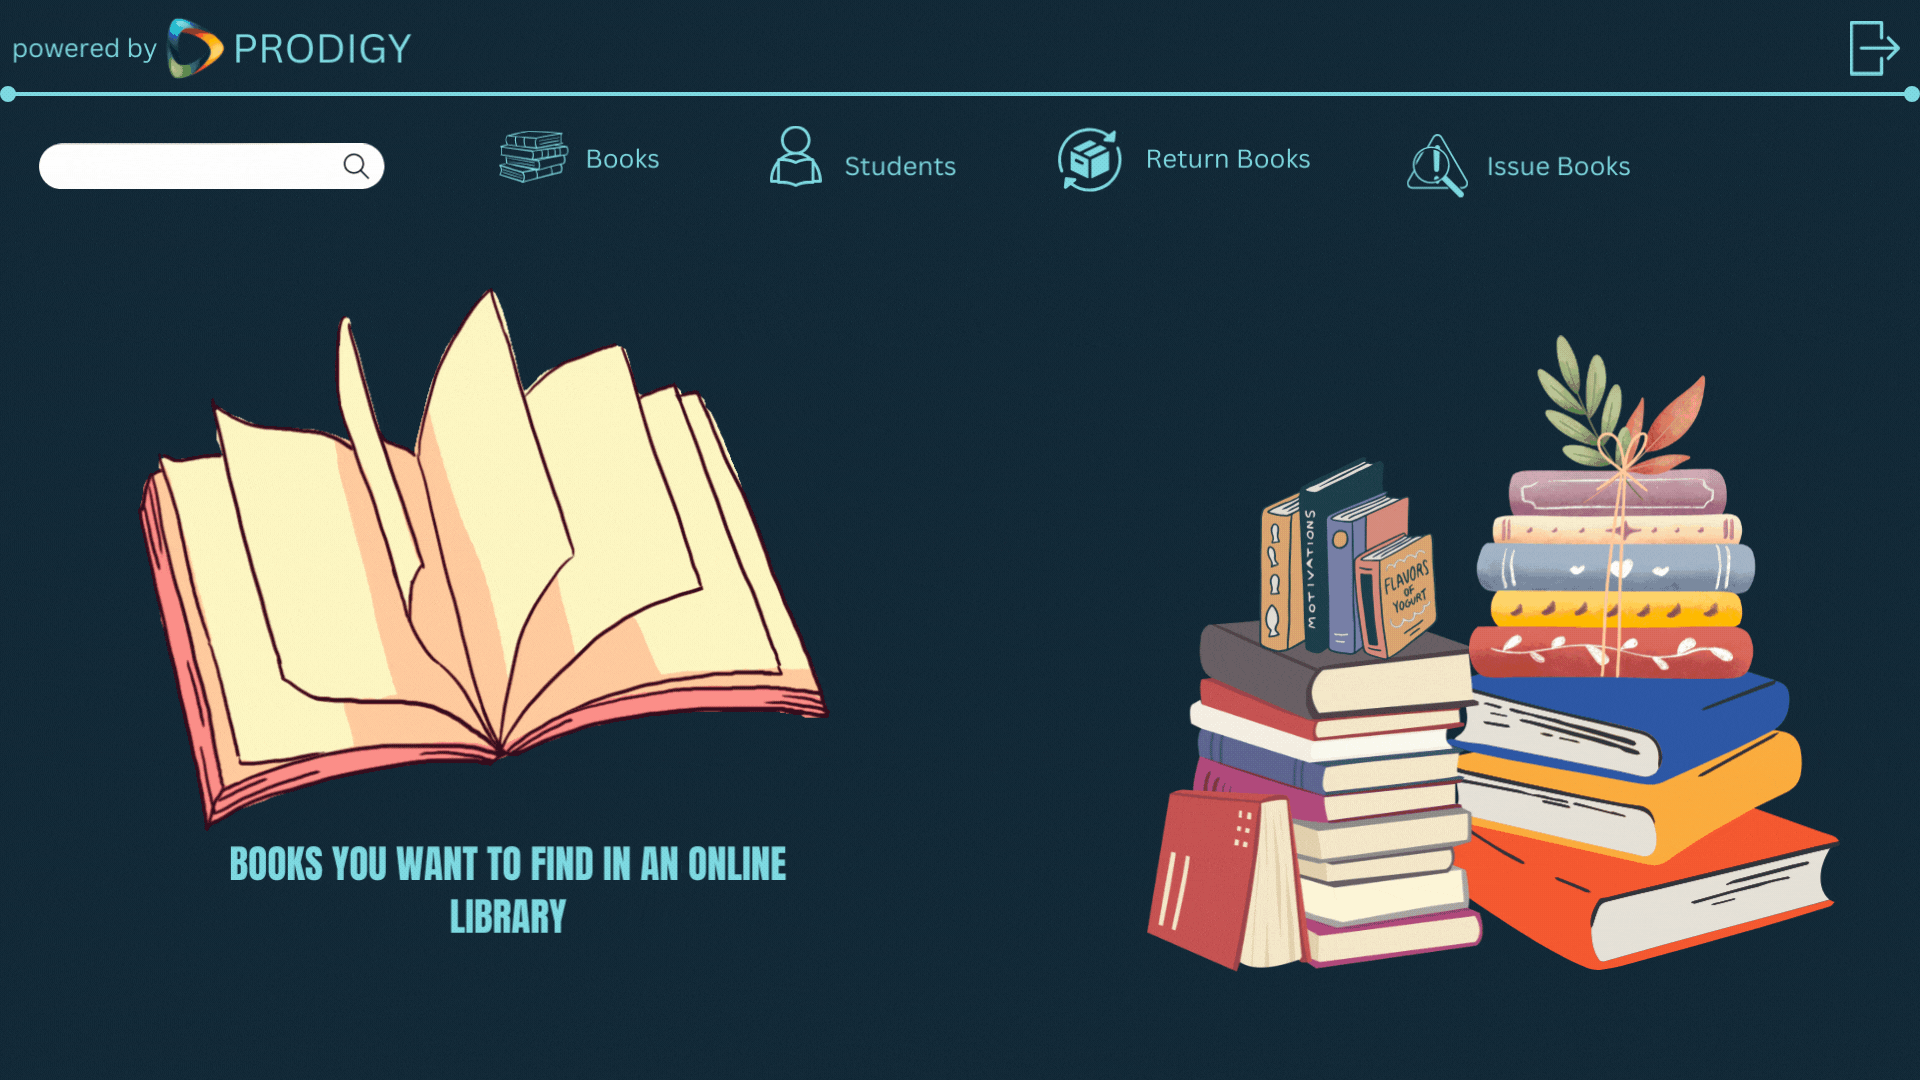 powered by PRODIGY
Books
Students
Return Books
Issue Books
MOTIVATIONS
FLAVORS
OF
YOGURT
BOOKS YOU WANT TO FIND IN AN ONLINE
LIBRARY